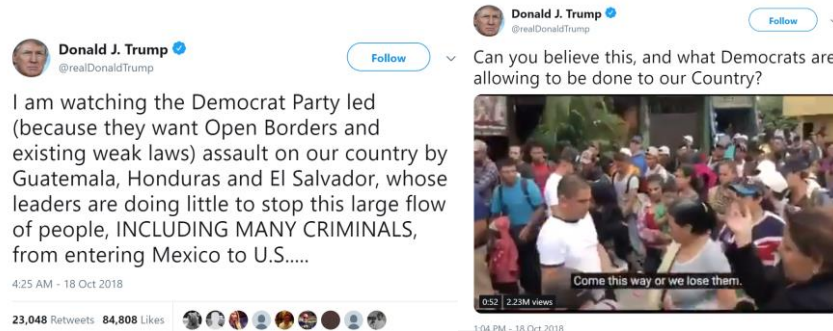 Donald J. Trump
@realDonaldTrump
Follow
I am watching the Democrat Party led
(because they want Open Borders and
existing weak laws) assault on our country by
Guatemala, Honduras and El Salvador, whose
leaders are doing little to stop this large flow
of people, INCLUDING MANY CRIMINALS,
from entering Mexico to U.S.....
4:25 AM - 18 Oct 2018
23,048 Retweets 84,808 Likes
Donald J. Trump
@realDonaldTrump
Follow
Can you believe this, and what Democrats are
allowing to be done to our Country?
Come this way or we lose them.
0:52 2.23M views
1:04 PM - 18 Oct 2018